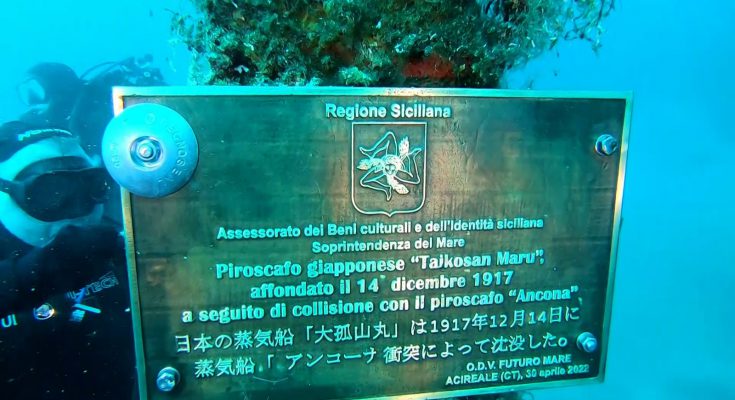 Regione Siciliana
Assessorato dei Beni culturali e dell'identità siciliana
Soprintendenza del Mare
Piroscafo giapponese "Taikosan Maru",
affondato il 14 dicembre 1917
a seguito di collisione con il piroscafo "Ancona"
日本の蒸気船「大孤山丸」は1917年12月14日に
蒸気船「 アンコーナ 衝突によって沈没した。
O.D.V. FUTURO MARE
ACIREALE (CT), 30 aprile 2022